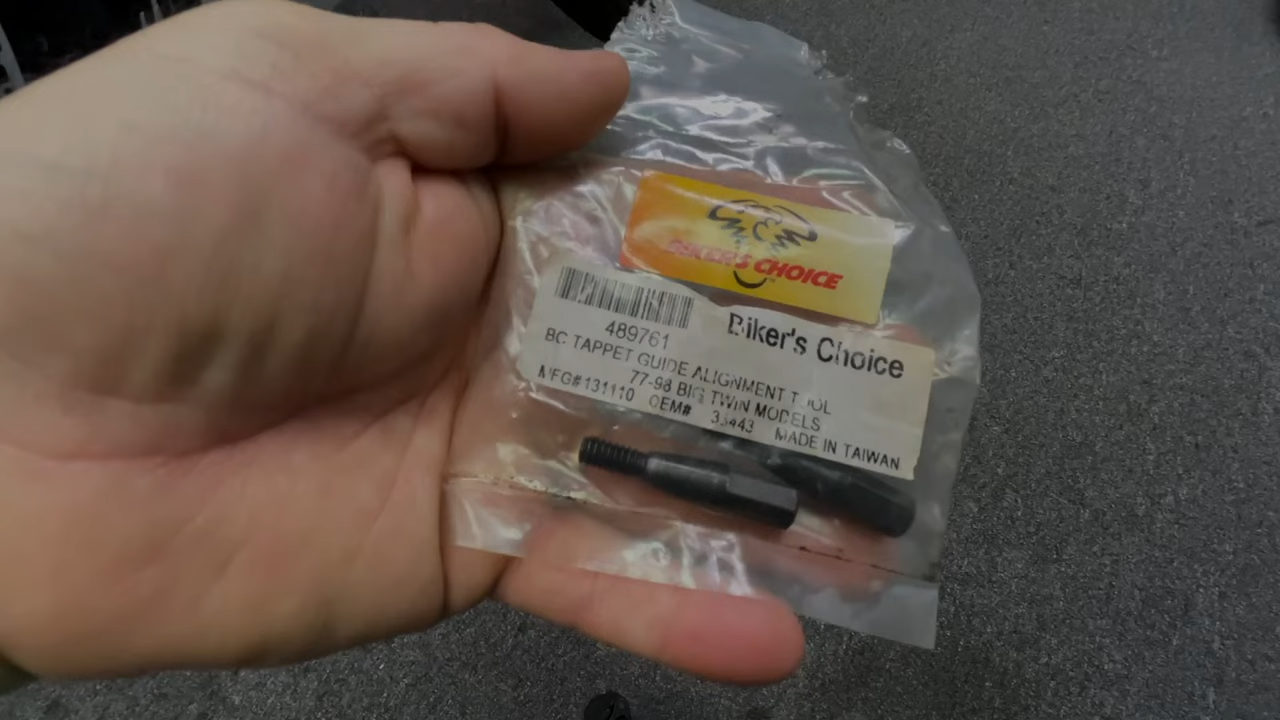 BIKER'S CHOICE
Biker's Choice
489761
BC TAPPET GUIDE ALIGNMENT TOOL
77-98 BIG TWIN MODELS
MFG# 131110 OEM# 33443 MADE IN TAIWAN